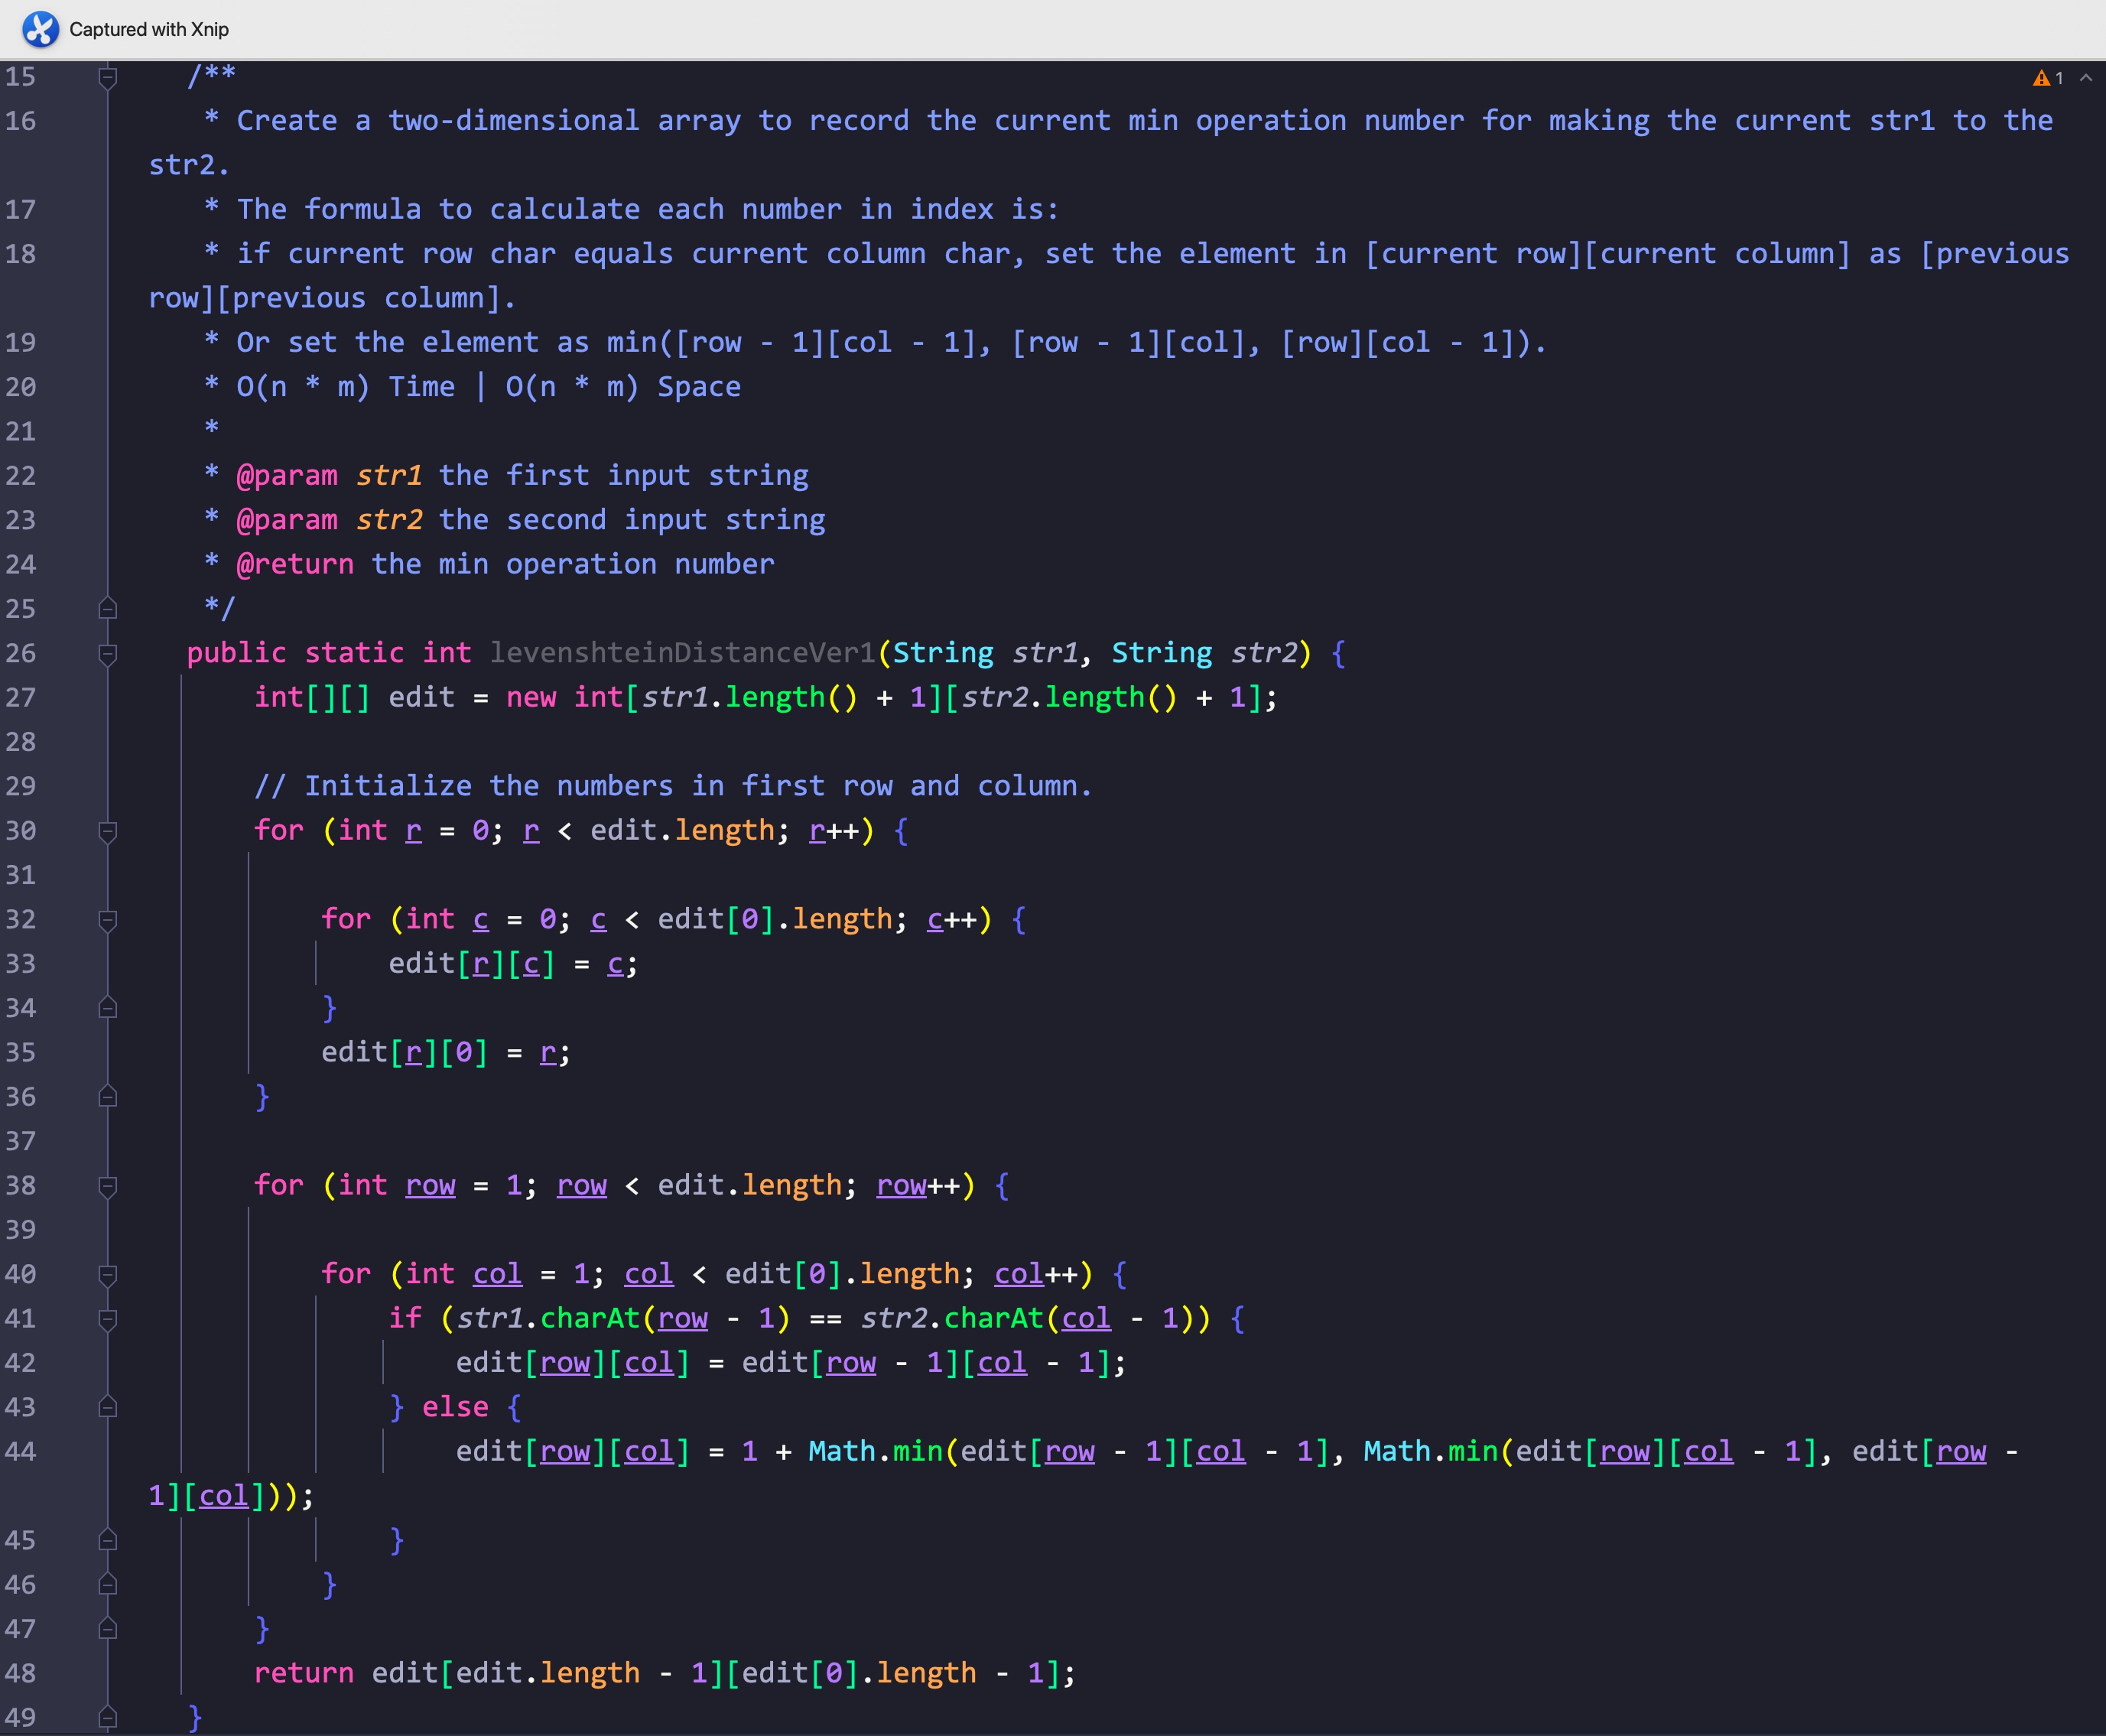 Captured with Xnip
15 /**
1
16 * Create a two-dimensional array to record the current min operation number for making the current str1 to the
str2.
17 * The formula to calculate each number in index is:
18 * if current row char equals current column char, set the element in [current row][current column] as [previous
row][previous column].
19 * Or set the element as min([row - 1][col - 1], [row - 1][col], [row][col - 1]).
20 * O(n * m) Time | O(n * m) Space
21 *
22 * @param str1 the first input string
23 * @param str2 the second input string
24 * @return the min operation number
25 */
26 public static int levenshteinDistanceVer1(String str1, String str2) {
27 int[][] edit = new int[str1.length() + 1][str2.length() + 1];
28
29 // Initialize the numbers in first row and column.
30 for (int r = 0; r < edit.length; r++) {
31
32 for (int c = 0; c < edit[0].length; c++) {
33 edit[r][c] = c;
34 }
35 edit[r][0] = r;
36 }
37
38 for (int row = 1; row < edit.length; row++) {
39
40 for (int col = 1; col < edit[0].length; col++) {
41 if (str1.charAt(row - 1) == str2.charAt(col - 1)) {
42 edit[row][col] = edit[row - 1][col - 1];
43 } else {
44 edit[row][col] = 1 + Math.min(edit[row - 1][col - 1], Math.min(edit[row][col - 1], edit[row -
1][col]));
45 }
46 }
47 }
48 return edit[edit.length - 1][edit[0].length - 1];
49 }